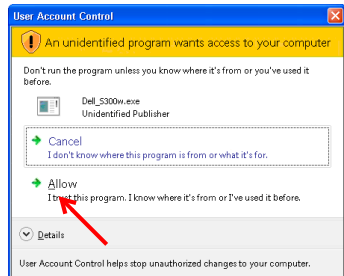 User Account Control
An unidentified program wants access to your computer
Don't run the program unless you know where it's from or you've used it
before.
Dell_5300w.exe
Unidentified Publisher
Cancel
I don't know where this program is from or what it's for.
Allow
I trust this program. I know where it's from or I've used it before.
Details
User Account Control helps stop unauthorized changes to your computer.